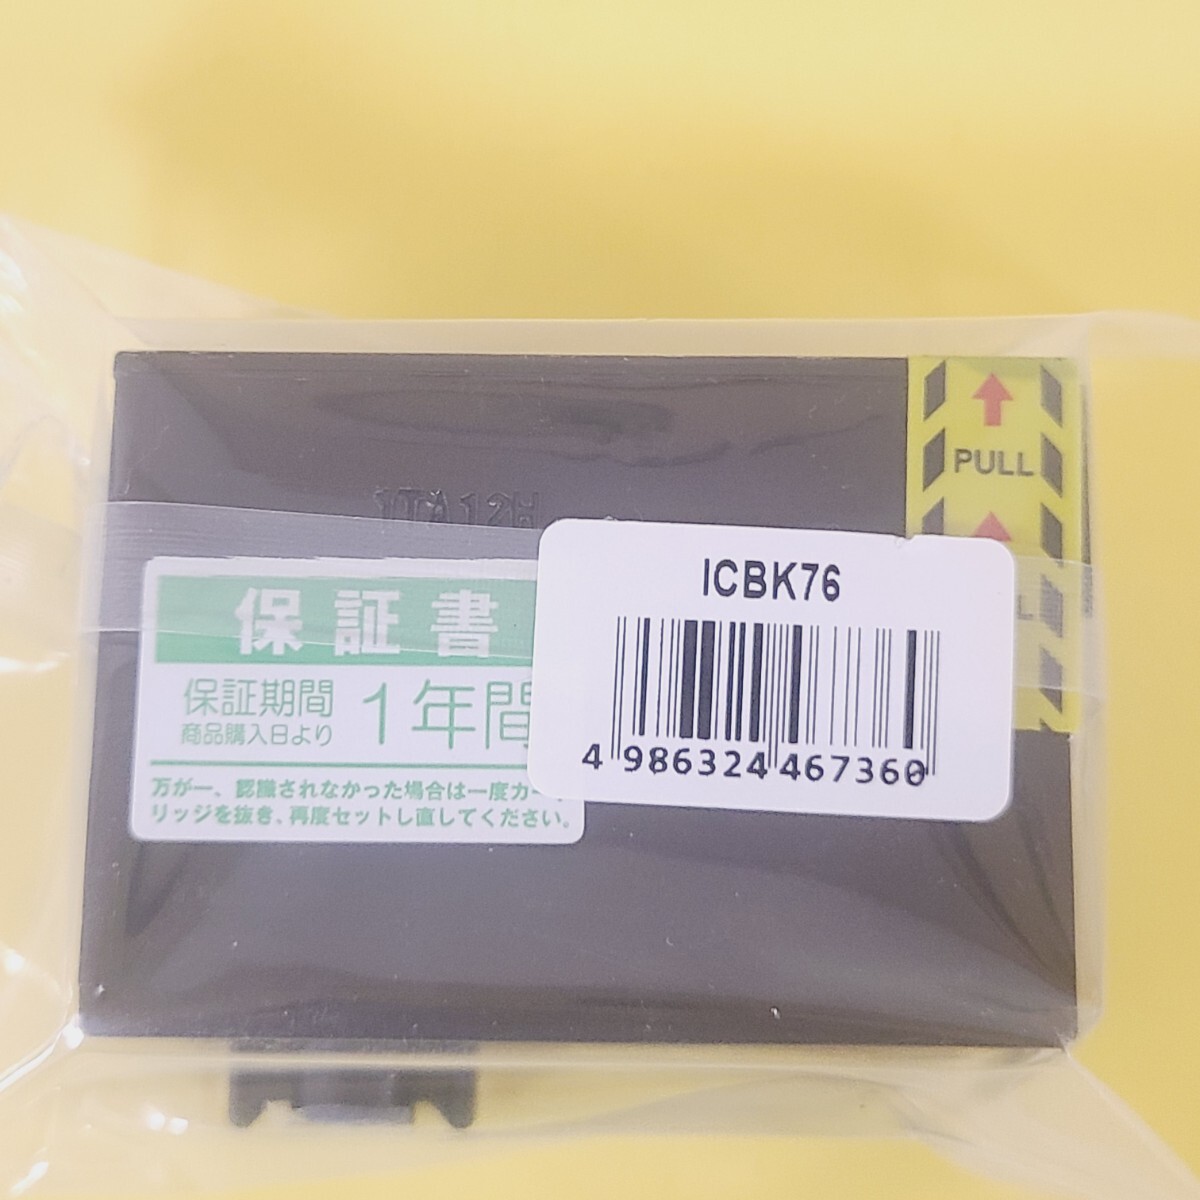 PULL
1TA12H
ICBK76
4 986324 467360
保証書
保証期間
商品購入日より
1年間
万が一、認識されなかった場合は一度カー
リッジを抜き、再度セットし直してください。